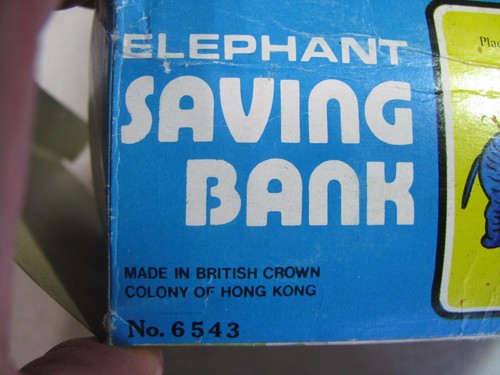 ELEPHANT
SAVING
BANK
MADE IN BRITISH CROWN
COLONY OF HONG KONG
No. 6543